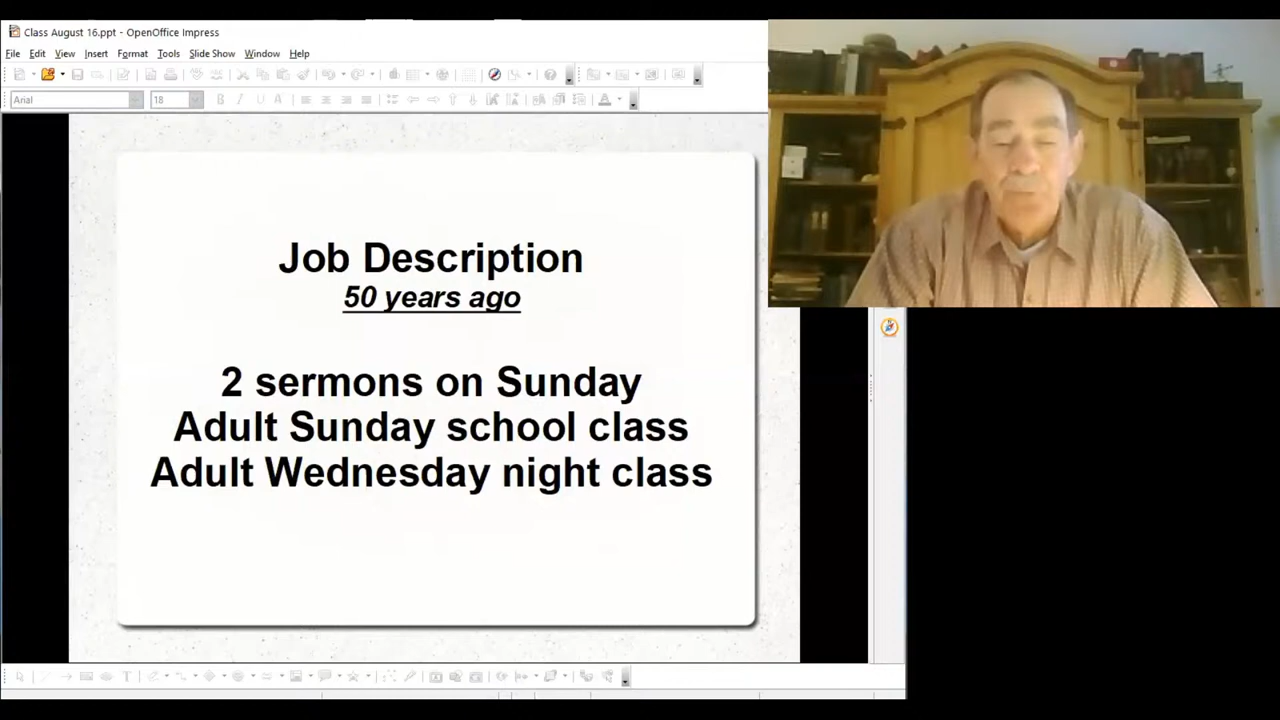 Class August 16.ppt - OpenOffice Impress
File Edit View Insert Format Tools Slide Show Window Help
Arial 18
Job Description
50 years ago
2 sermons on Sunday
Adult Sunday school class
Adult Wednesday night class